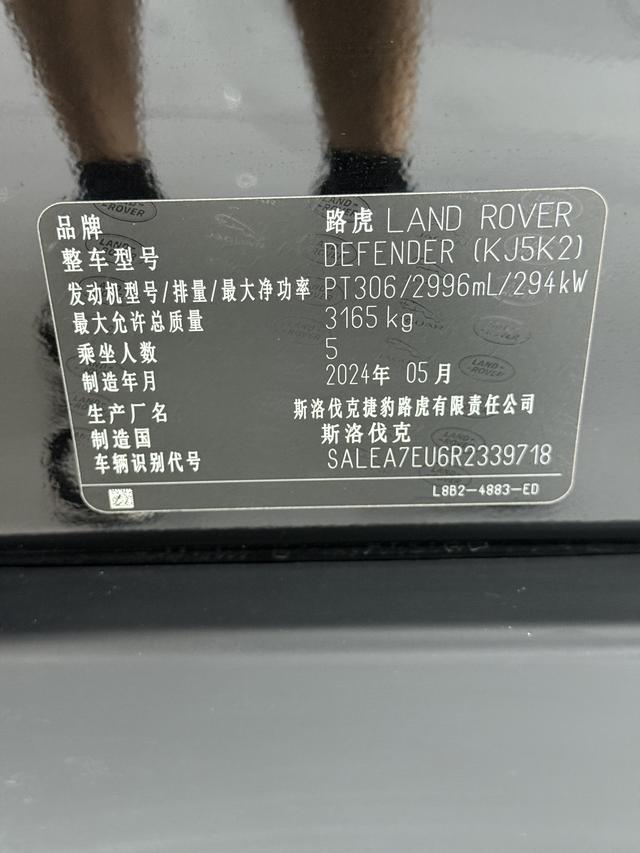 品牌 路虎 LAND ROVER
整车型号 DEFENDER (KJ5K2)
发动机型号/排量/最大净功率 PT306/2996mL/294kW
最大允许总质量 3165 kg
乘坐人数 5
制造年月 2024年 05月
生产厂名 斯洛伐克捷豹路虎有限责任公司
制造国 斯洛伐克
车辆识别代号 SALEA7EU6R2339718
L8B2-4883-ED